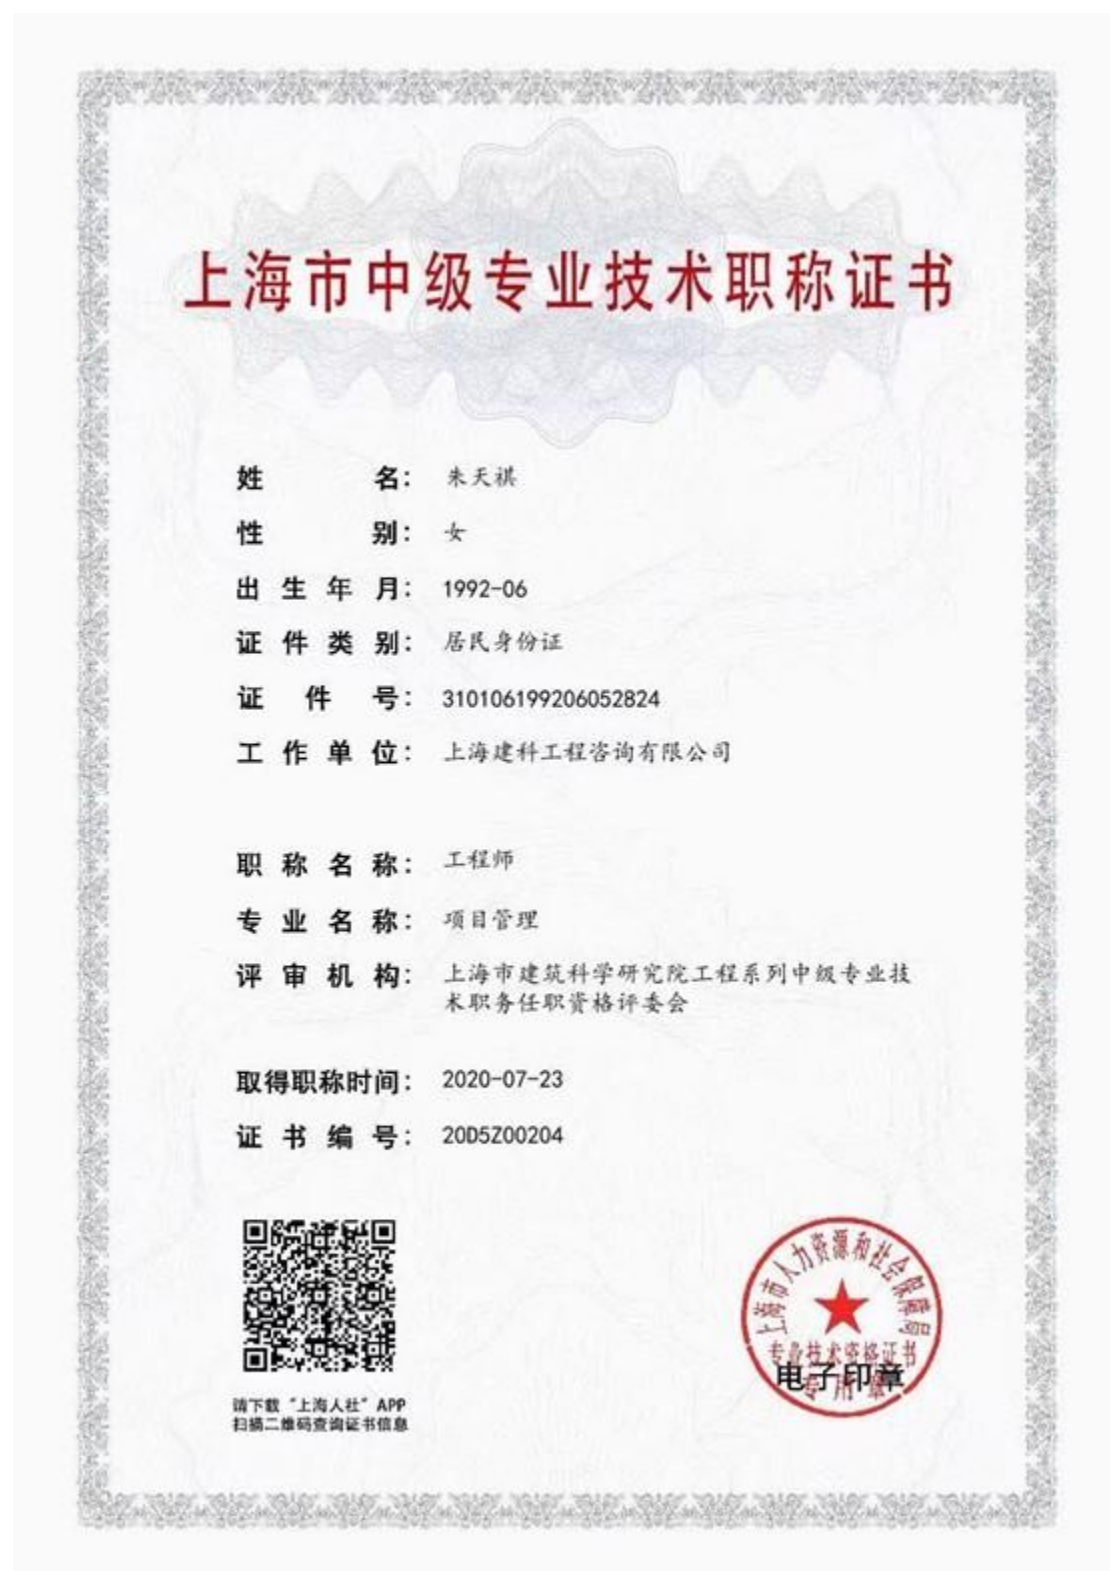 上海市中级专业技术职称证书
姓名: 朱天祺
性别: 女
出生年月: 1992-06
证件类别: 居民身份证
证件号: 310106199206052824
工作单位: 上海建科工程咨询有限公司
职称名称: 工程师
专业名称: 项目管理
评审机构: 上海市建筑科学研究院工程系列中级专业技
术职务任职资格评委会
取得职称时间: 2020-07-23
证书编号: 20D5Z00204
请下载“上海人社”APP
扫描二维码查询证书信息
上海市人力资源和社会保障局
专业技术资格证书
专用章
电子印章